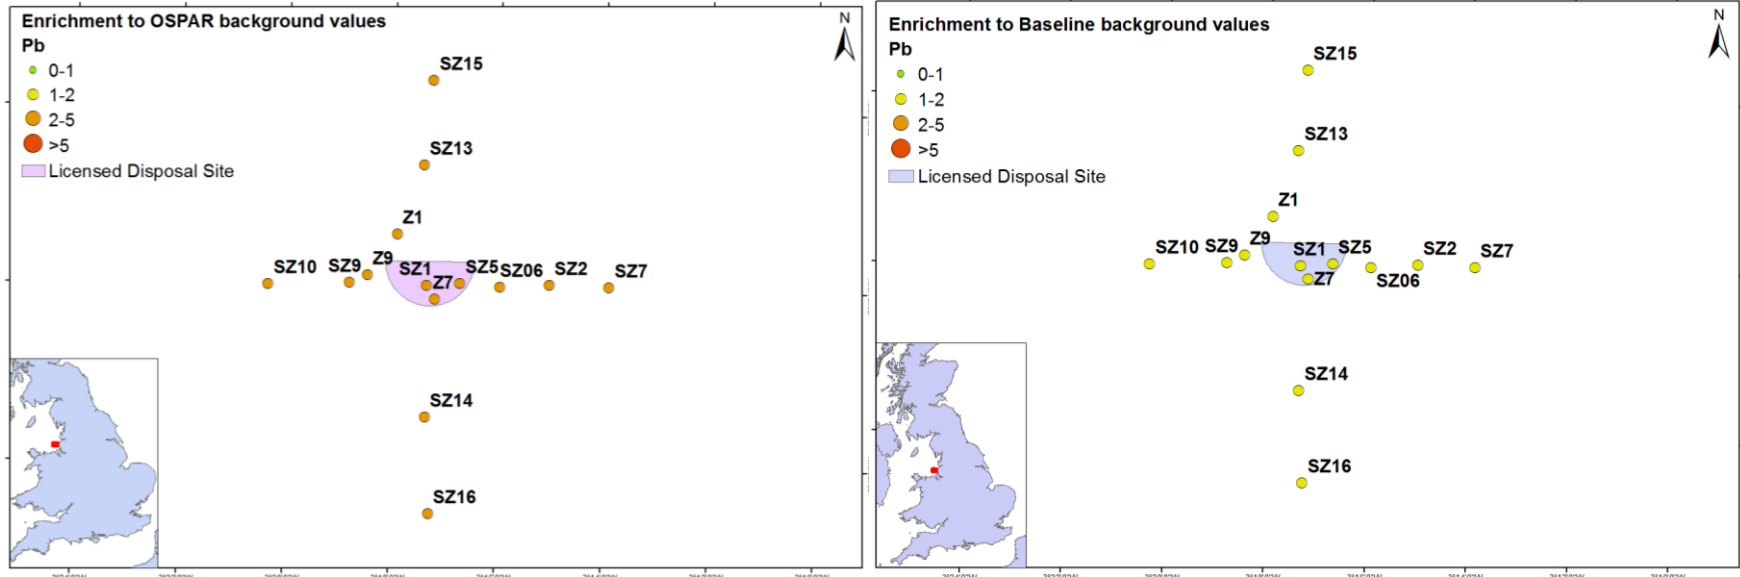 Enrichment to OSPAR background values
N
Pb
0-1
1-2
2-5
>5
Licensed Disposal Site
SZ15
SZ13
Z1
SZ10 SZ9 Z9 SZ1 SZ5 SZ06 SZ2 SZ7
Z7
SZ14
SZ16
Enrichment to Baseline background values
N
Pb
0-1
1-2
2-5
>5
Licensed Disposal Site
SZ15
SZ13
Z1
SZ10 SZ9 Z9 SZ1 SZ5 SZ2 SZ7
Z7 SZ06
SZ14
SZ16